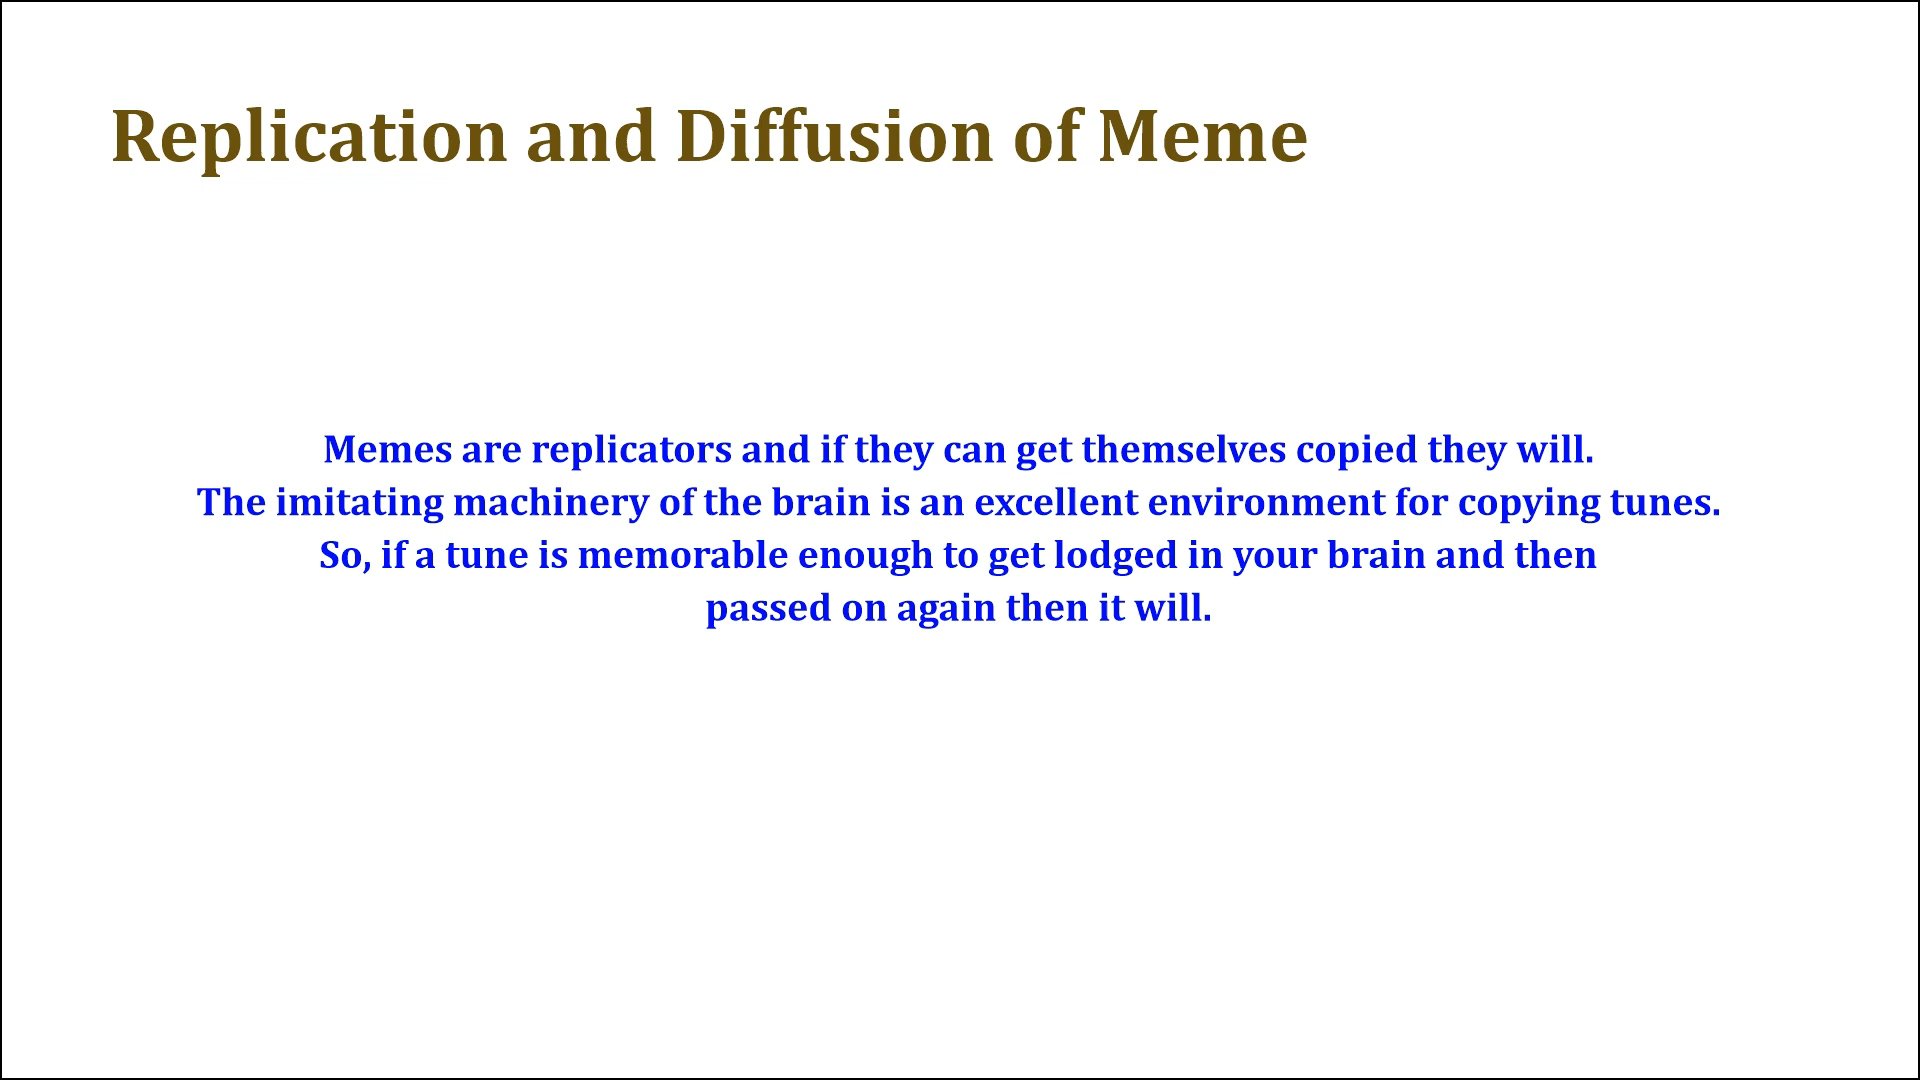 Replication and Diffusion of Meme
Memes are replicators and if they can get themselves copied they will.
The imitating machinery of the brain is an excellent environment for copying tunes.
So, if a tune is memorable enough to get lodged in your brain and then
passed on again then it will.